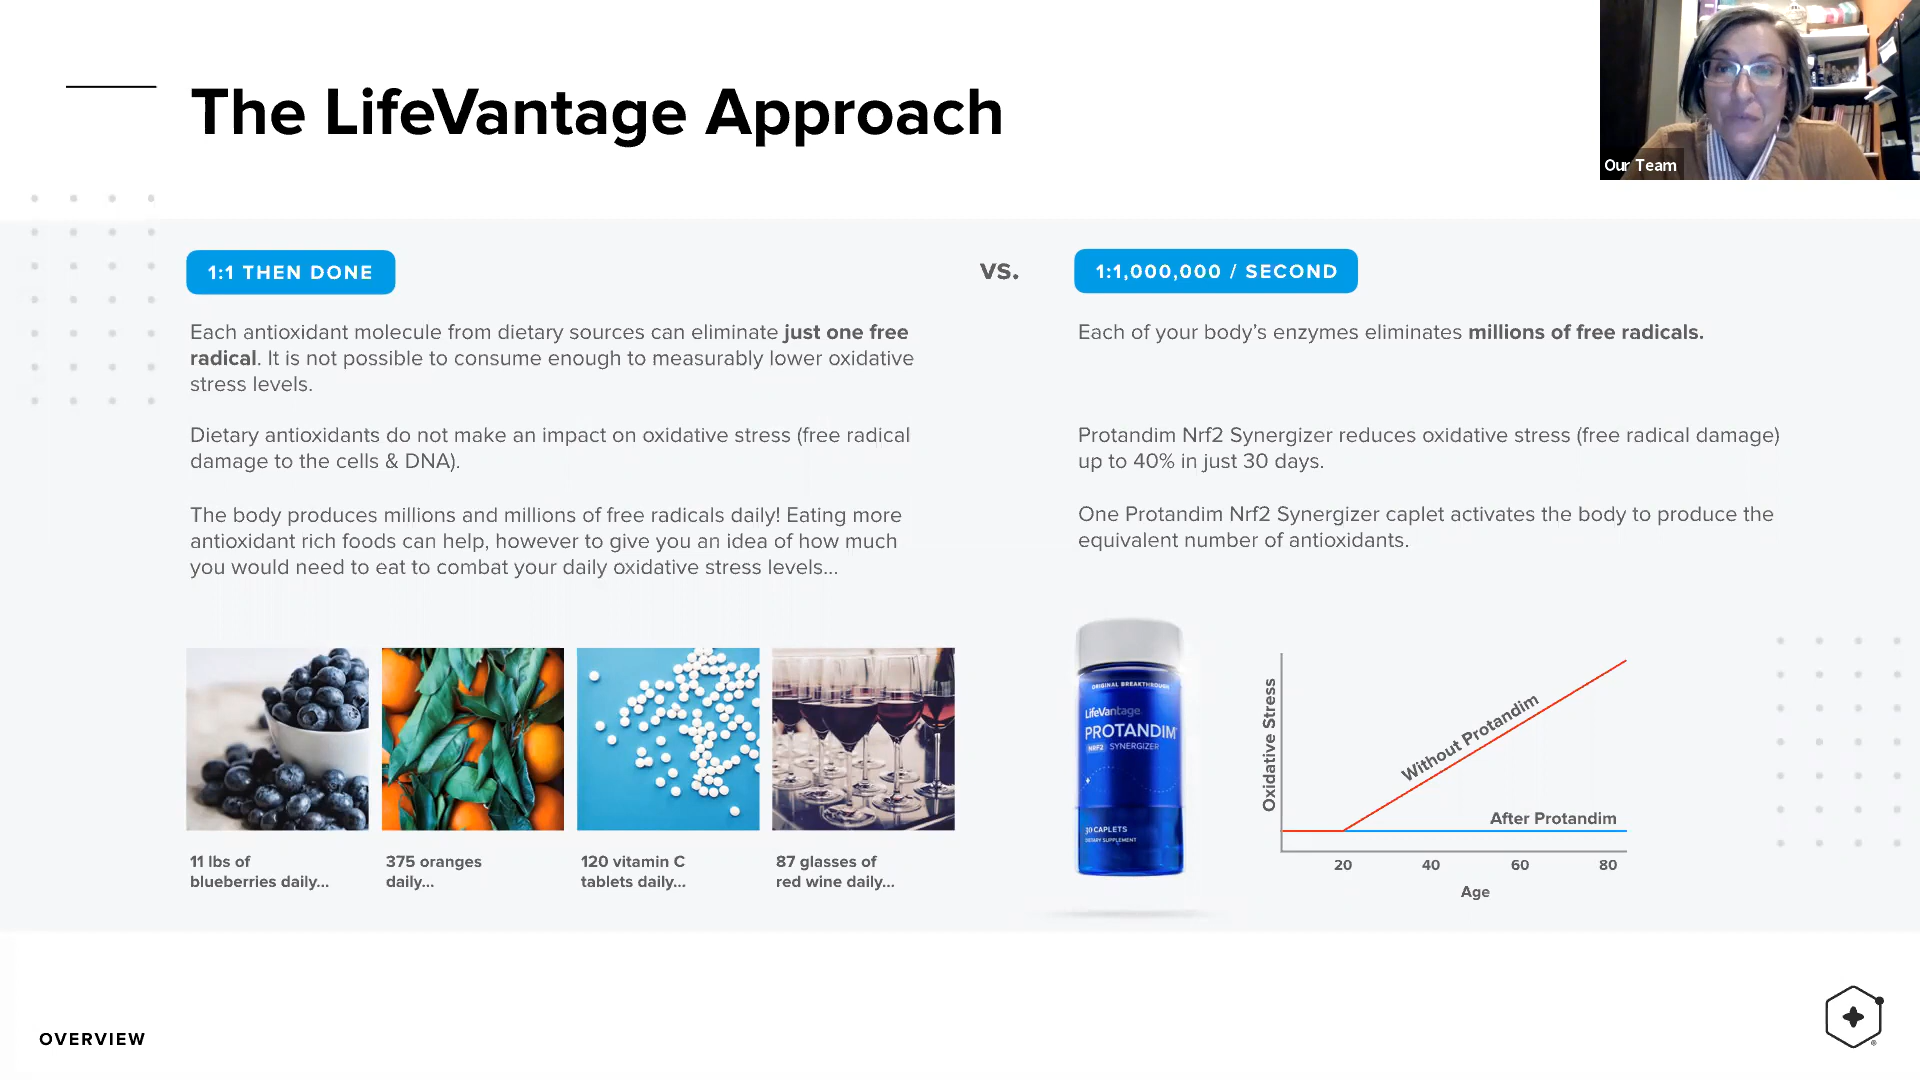 The LifeVantage Approach
Our Team
1:1 THEN DONE
VS.
1:1,000,000 / SECOND
Each antioxidant molecule from dietary sources can eliminate just one free
radical. It is not possible to consume enough to measurably lower oxidative
stress levels.
Dietary antioxidants do not make an impact on oxidative stress (free radical
damage to the cells & DNA).
The body produces millions and millions of free radicals daily! Eating more
antioxidant rich foods can help, however to give you an idea of how much
you would need to eat to combat your daily oxidative stress levels...
Each of your body's enzymes eliminates millions of free radicals.
Protandim Nrf2 Synergizer reduces oxidative stress (free radical damage)
up to 40% in just 30 days.
One Protandim Nrf2 Synergizer caplet activates the body to produce the
equivalent number of antioxidants.
11 lbs of
blueberries daily...
375 oranges
daily...
120 vitamin C
tablets daily...
87 glasses of
red wine daily...
ORIGINAL BREAKTHROUGH
LifeVantage
PROTANDIM
NRF2 SYNERGIZER
30 CAPLETS
DIETARY SUPPLEMENT
Oxidative Stress
Without Protandim
After Protandim
20 40 60 80
Age
OVERVIEW